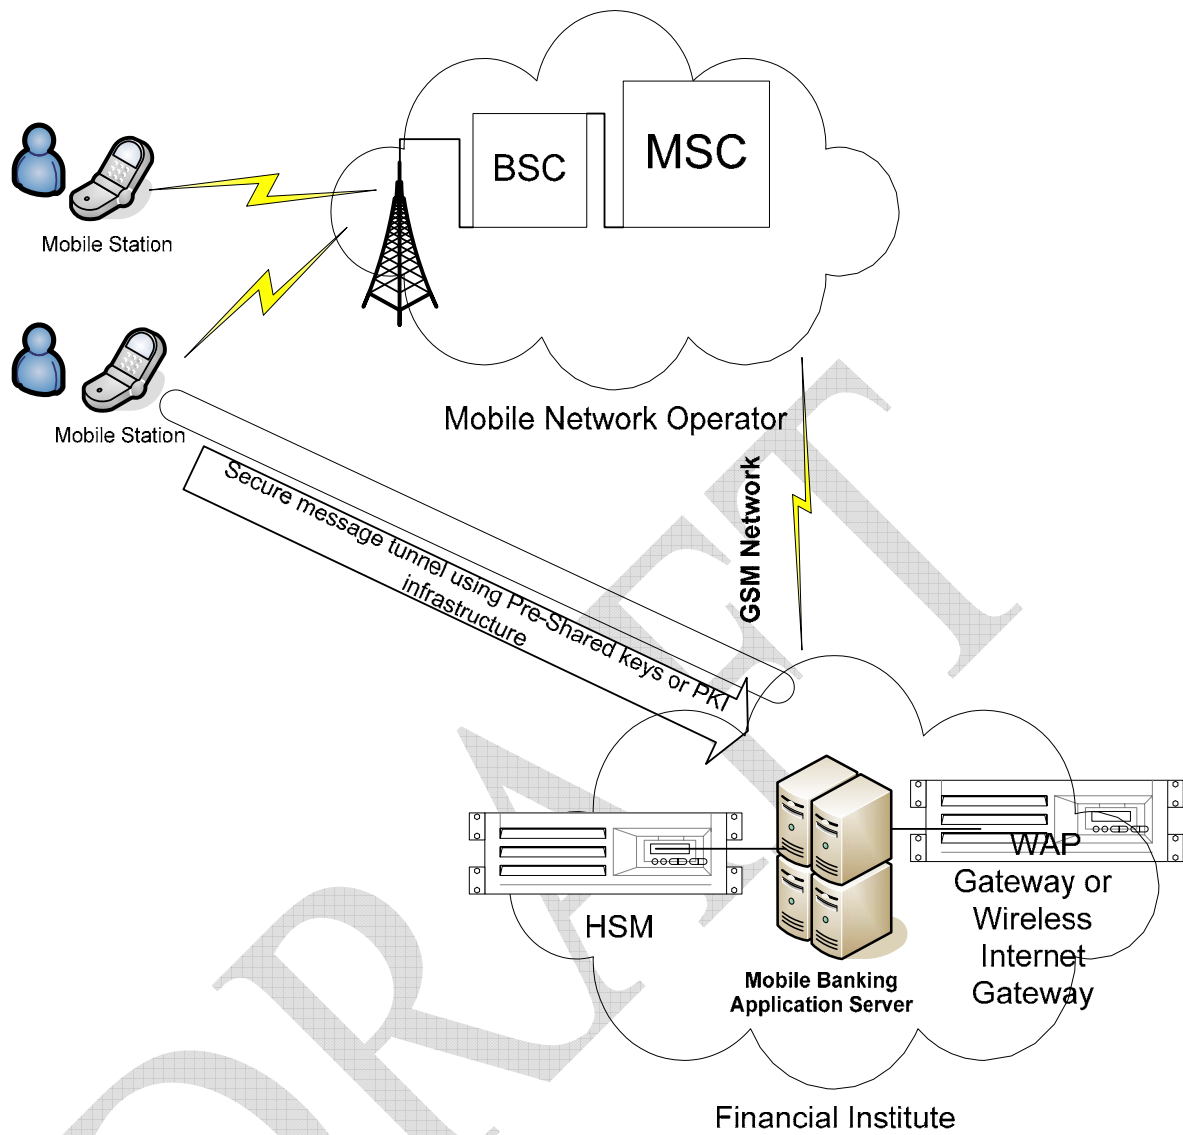 BSC
MSC
Mobile Station
Mobile Station
Mobile Network Operator
GSM Network
Secure message tunnel using Pre-Shared keys or PKI
infrastructure
HSM
Mobile Banking
Application Server
WAP
Gateway or
Wireless
Internet
Gateway
Financial Institute
DRAFT